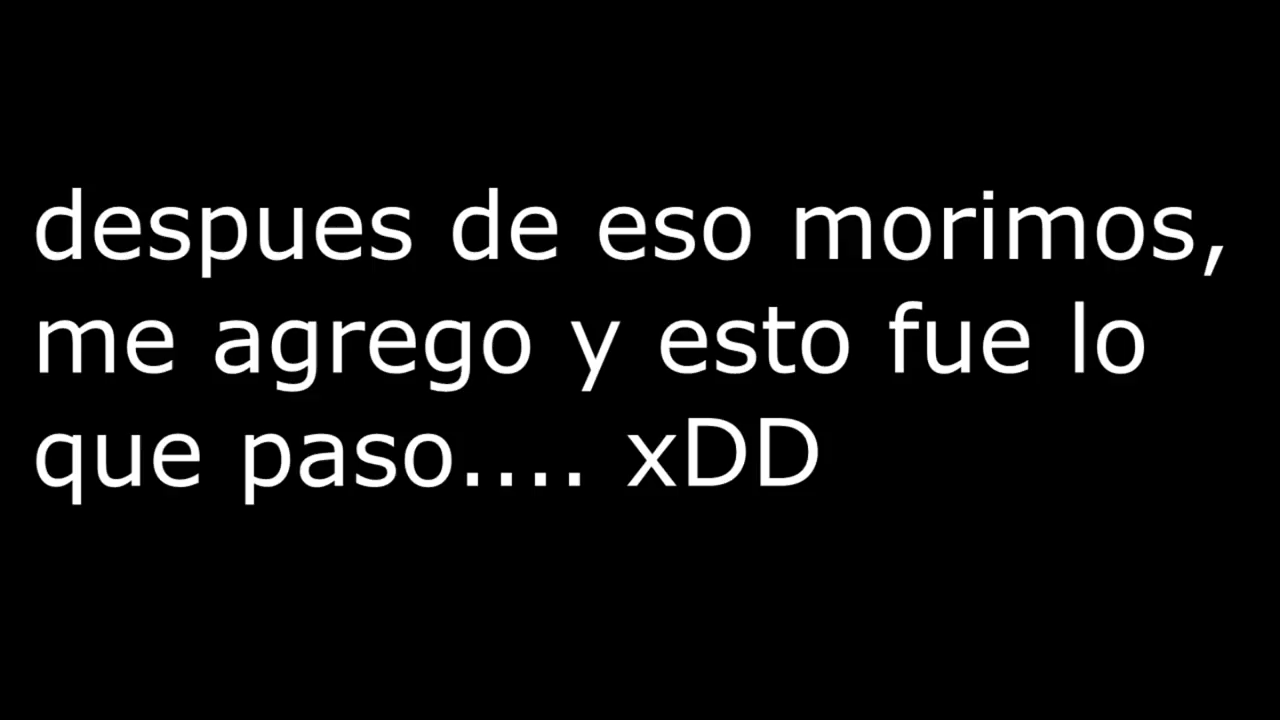 despues de eso morimos,
me agrego y esto fue lo
que paso.... xDD